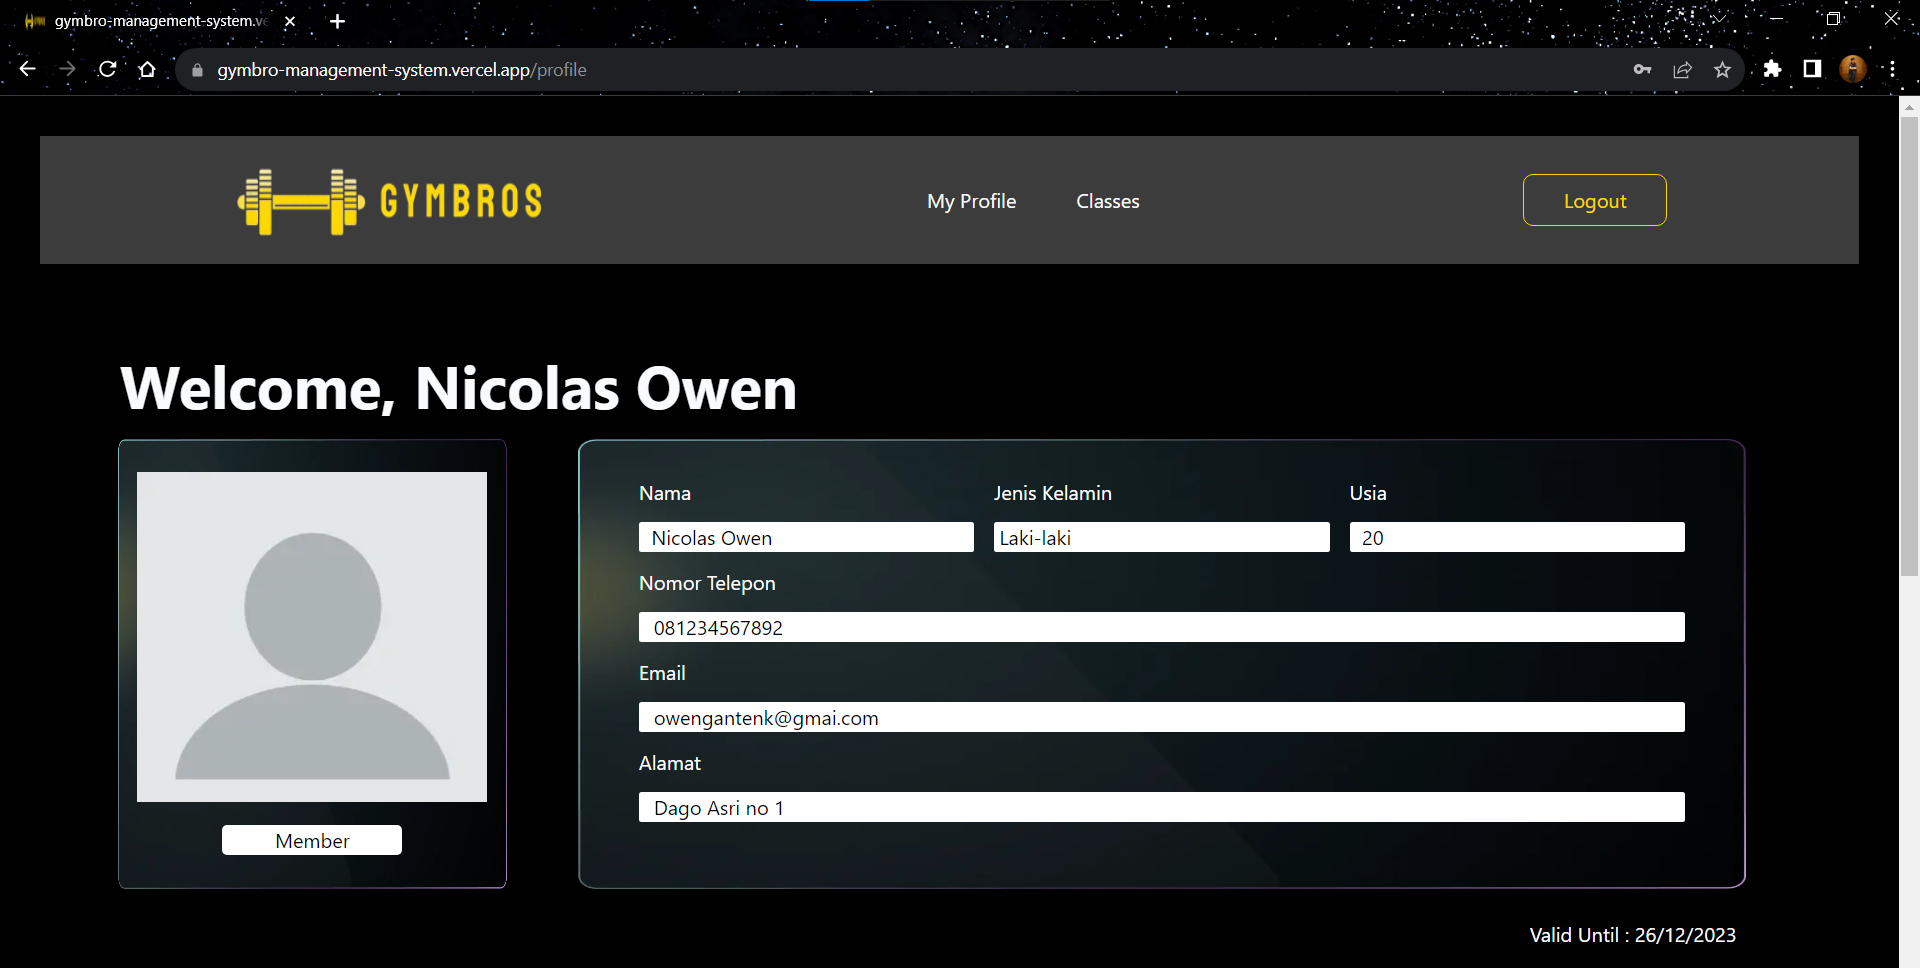 gymbro-management-system.ve
gymbro-management-system.vercel.app/profile
GYMBROS
My Profile
Classes
Logout
Welcome, Nicolas Owen
Member
Nama
Jenis Kelamin
Usia
Nicolas Owen
Laki-laki
20
Nomor Telepon
081234567892
Email
owengantenk@gmai.com
Alamat
Dago Asri no 1
Valid Until : 26/12/2023